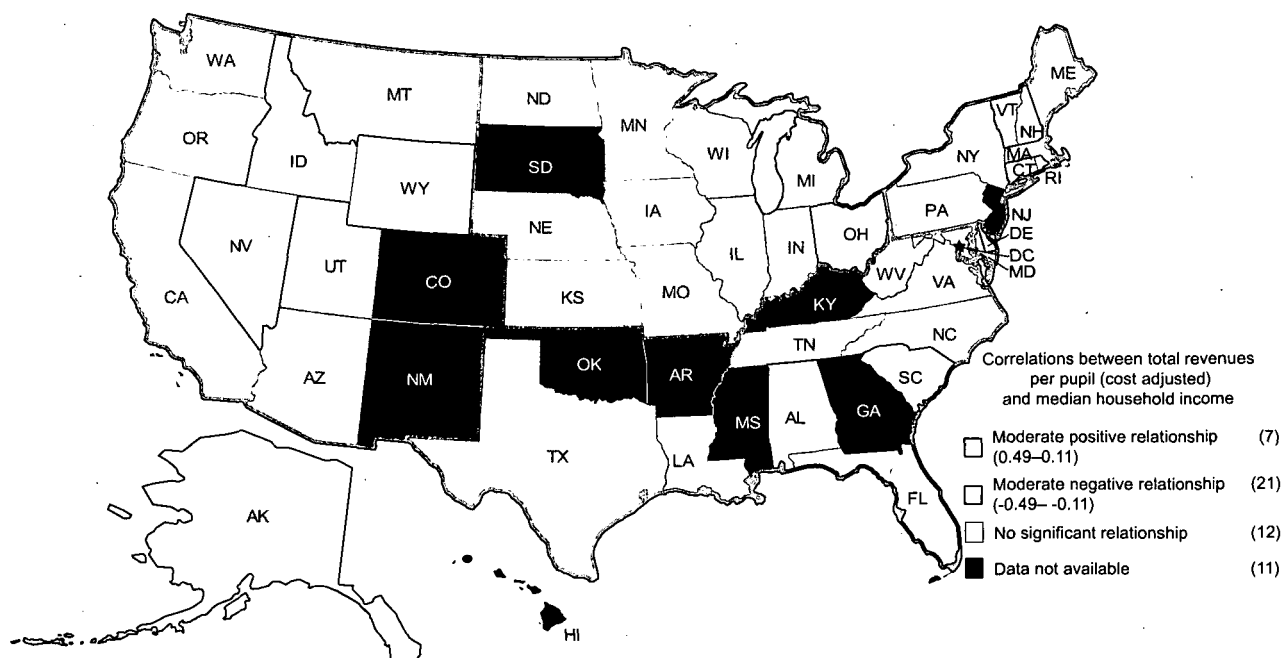 WA
MT
ND
MN
ME
VT
NH
OR
ID
SD
WI
NY
MA
CT
RI
WY
MI
IA
PA
NJ
NE
NV
OH
DE
IL
IN
UT
CO
DC
WV
MD
CA
KS
MO
VA
KY
NC
TN
OK
AZ
NM
AR
SC
MS
AL
GA
TX
LA
FL
AK
HI
Correlations between total revenues
per pupil (cost adjusted)
and median household income
Moderate positive relationship (7)
(0.49–0.11)
Moderate negative relationship (21)
(-0.49– -0.11)
No significant relationship (12)
Data not available (11)